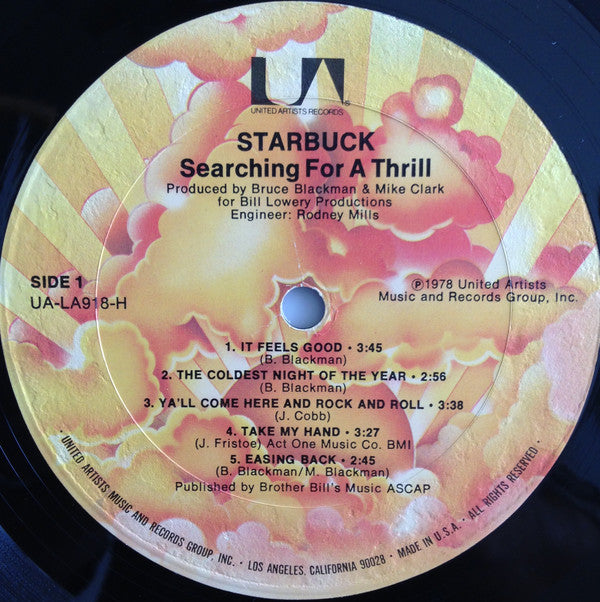 UA®
UNITED ARTISTS RECORDS
STARBUCK
Searching For A Thrill
Produced by Bruce Blackman & Mike Clark
for Bill Lowery Productions
Engineer: Rodney Mills
SIDE 1
UA-LA918-H
℗1978 United Artists
Music and Records Group, Inc.
1. IT FEELS GOOD • 3:45
(B. Blackman)
2. THE COLDEST NIGHT OF THE YEAR • 2:56
(B. Blackman)
3. YA'LL COME HERE AND ROCK AND ROLL • 3:38
(J. Cobb)
4. TAKE MY HAND • 3:27
(J. Fristoe) Act One Music Co. BMI
5. EASING BACK • 2:45
(B. Blackman/M. Blackman)
Published by Brother Bill's Music ASCAP
• UNITED ARTISTS MUSIC AND RECORDS GROUP, INC. • LOS ANGELES, CALIFORNIA 90028 • MADE IN U.S.A. • ALL RIGHTS RESERVED •